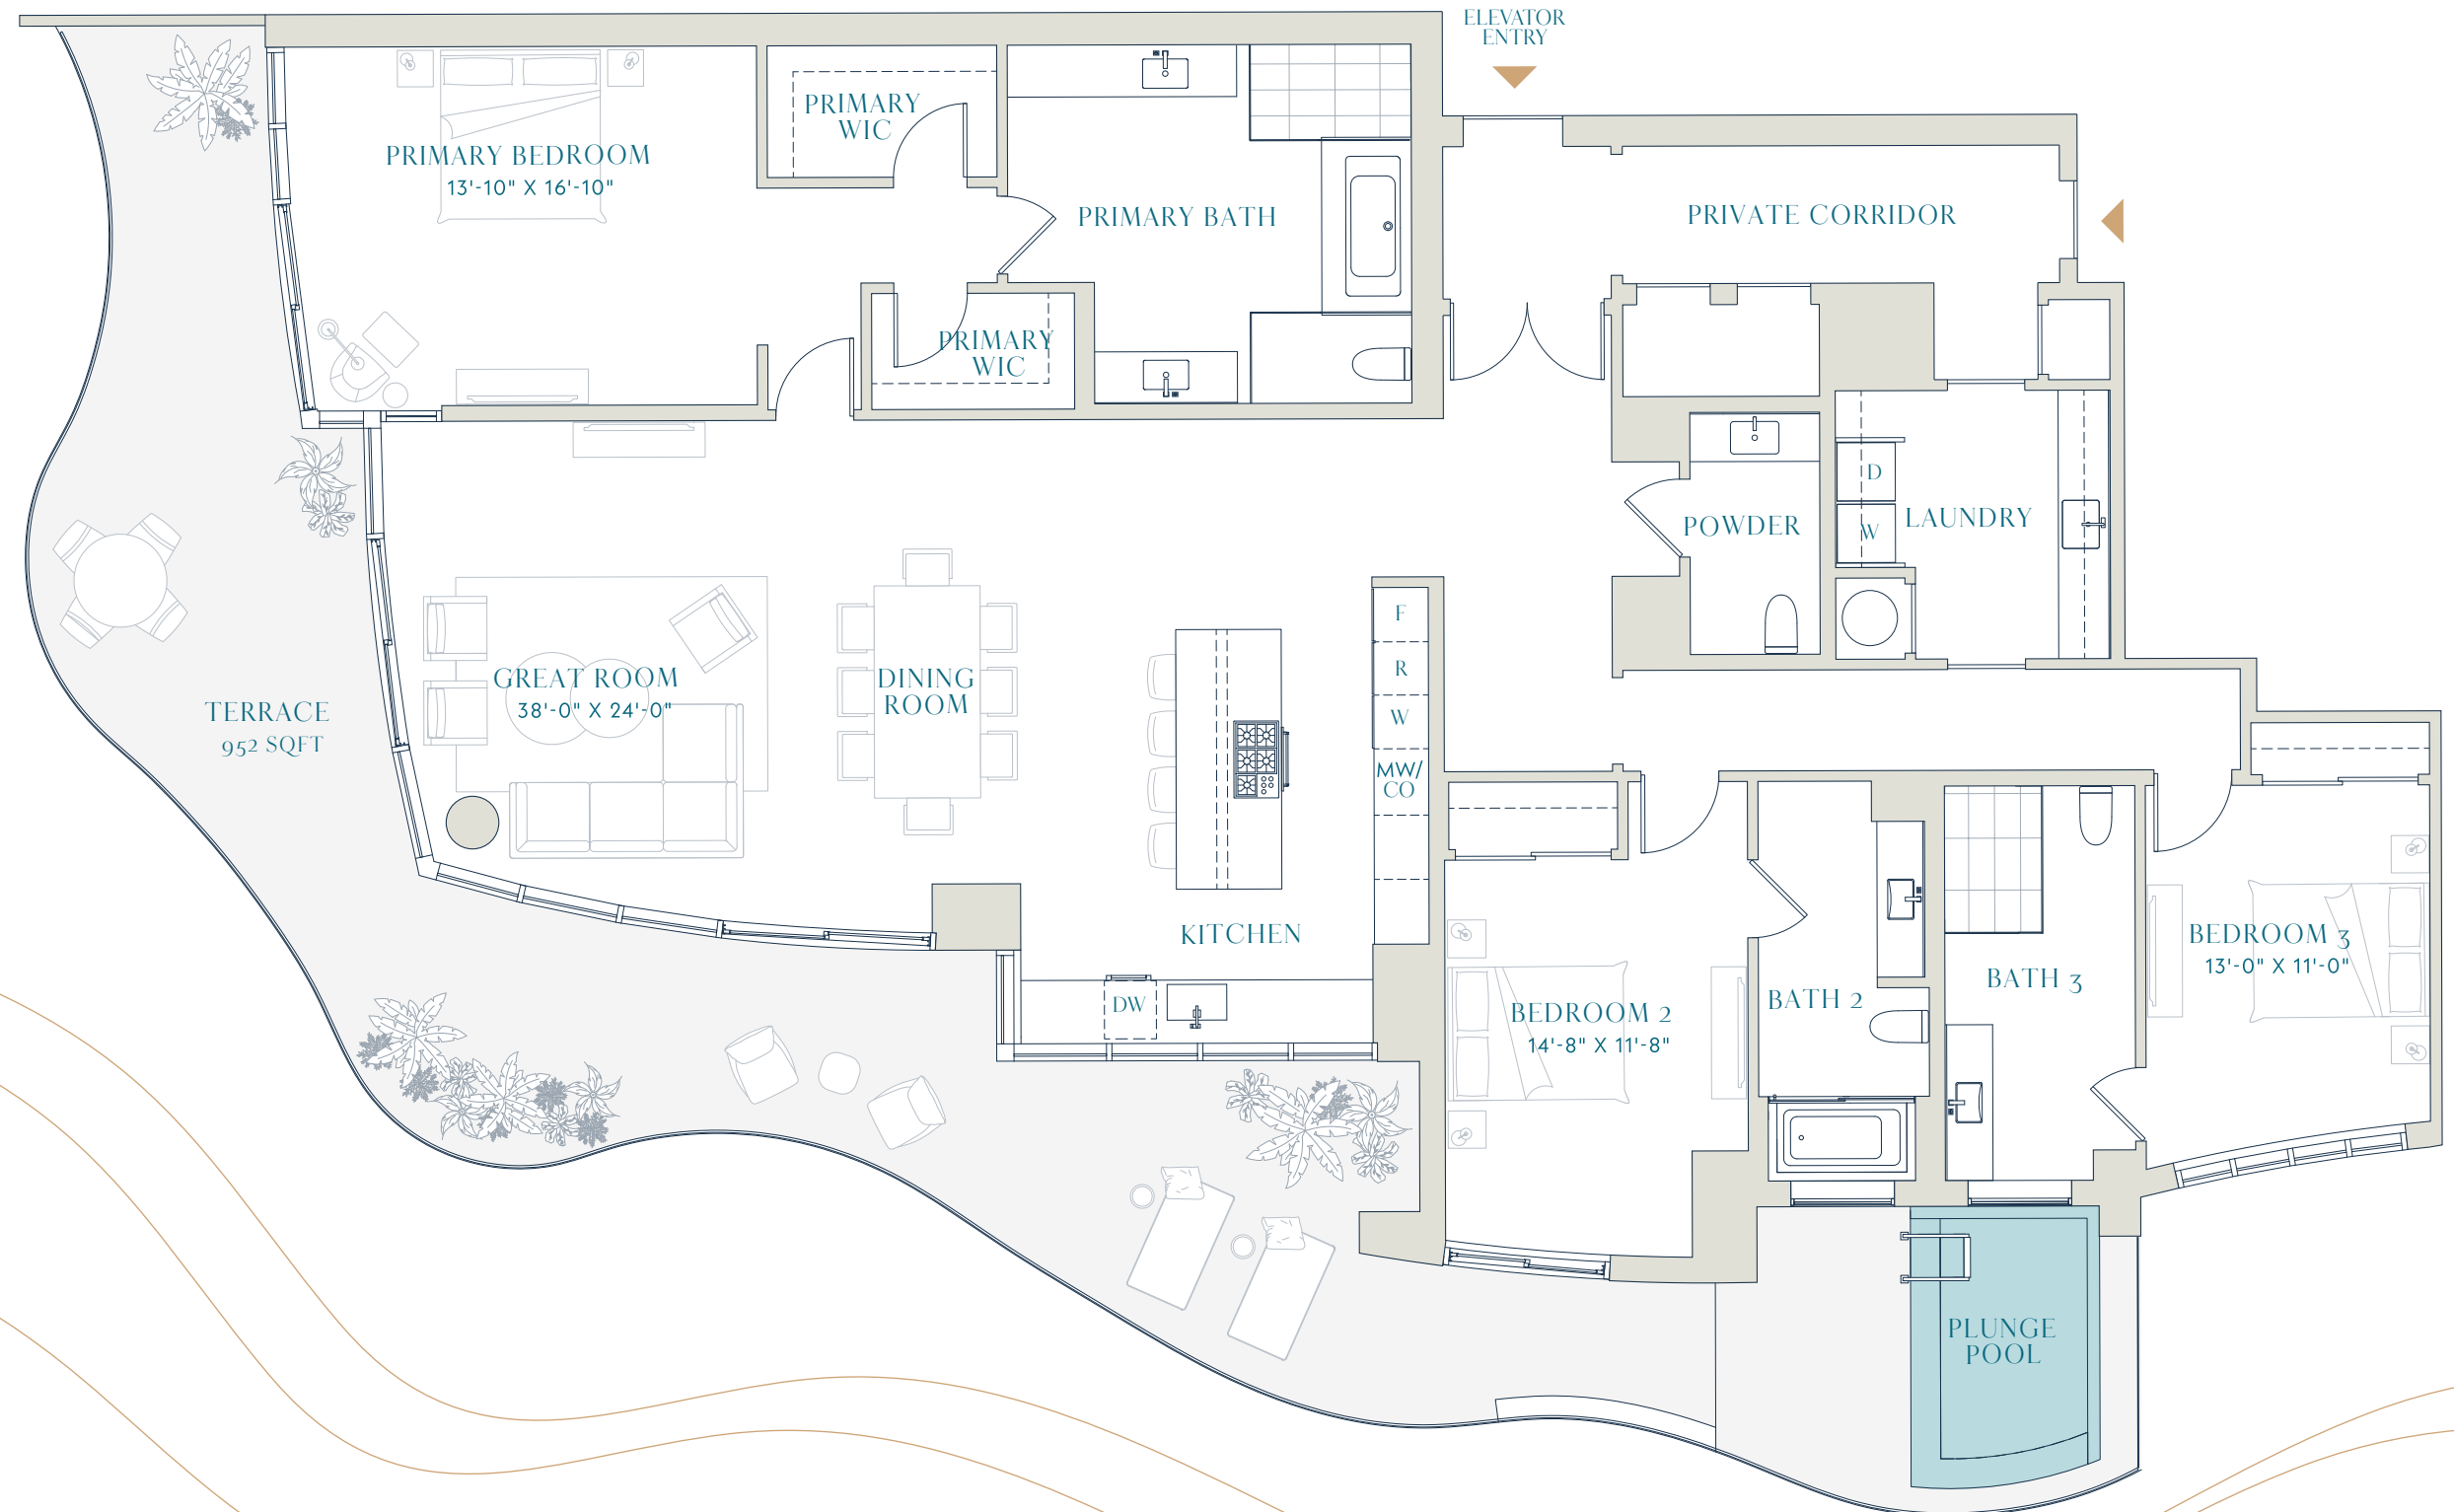 ELEVATOR
ENTRY
PRIMARY
WIC
PRIMARY BEDROOM
13'-10" X 16'-10"
PRIMARY BATH
PRIVATE CORRIDOR
PRIMARY
WIC
D
W
LAUNDRY
POWDER
F
R
W
MW/
CO
GREAT ROOM
38'-0" X 24'-0"
DINING
ROOM
TERRACE
952 SQFT
KITCHEN
DW
BEDROOM 2
14'-8" X 11'-8"
BATH 2
BATH 3
BEDROOM 3
13'-0" X 11'-0"
PLUNGE
POOL